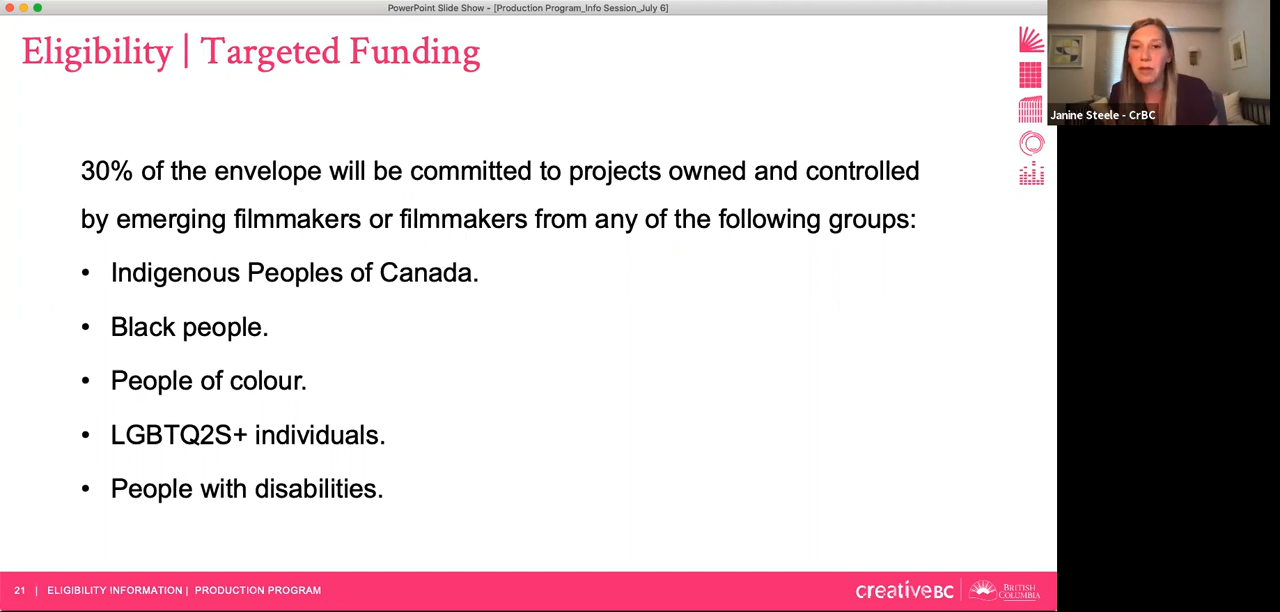 PowerPoint Slide Show - [Production Program_Info Session_July 6]
Eligibility | Targeted Funding
Janine Steele - CrBC
30% of the envelope will be committed to projects owned and controlled
by emerging filmmakers or filmmakers from any of the following groups:
• Indigenous Peoples of Canada.
• Black people.
• People of colour.
• LGBTQ2S+ individuals.
• People with disabilities.
21 | ELIGIBILITY INFORMATION | PRODUCTION PROGRAM
creativeBC
BRITISH
COLUMBIA